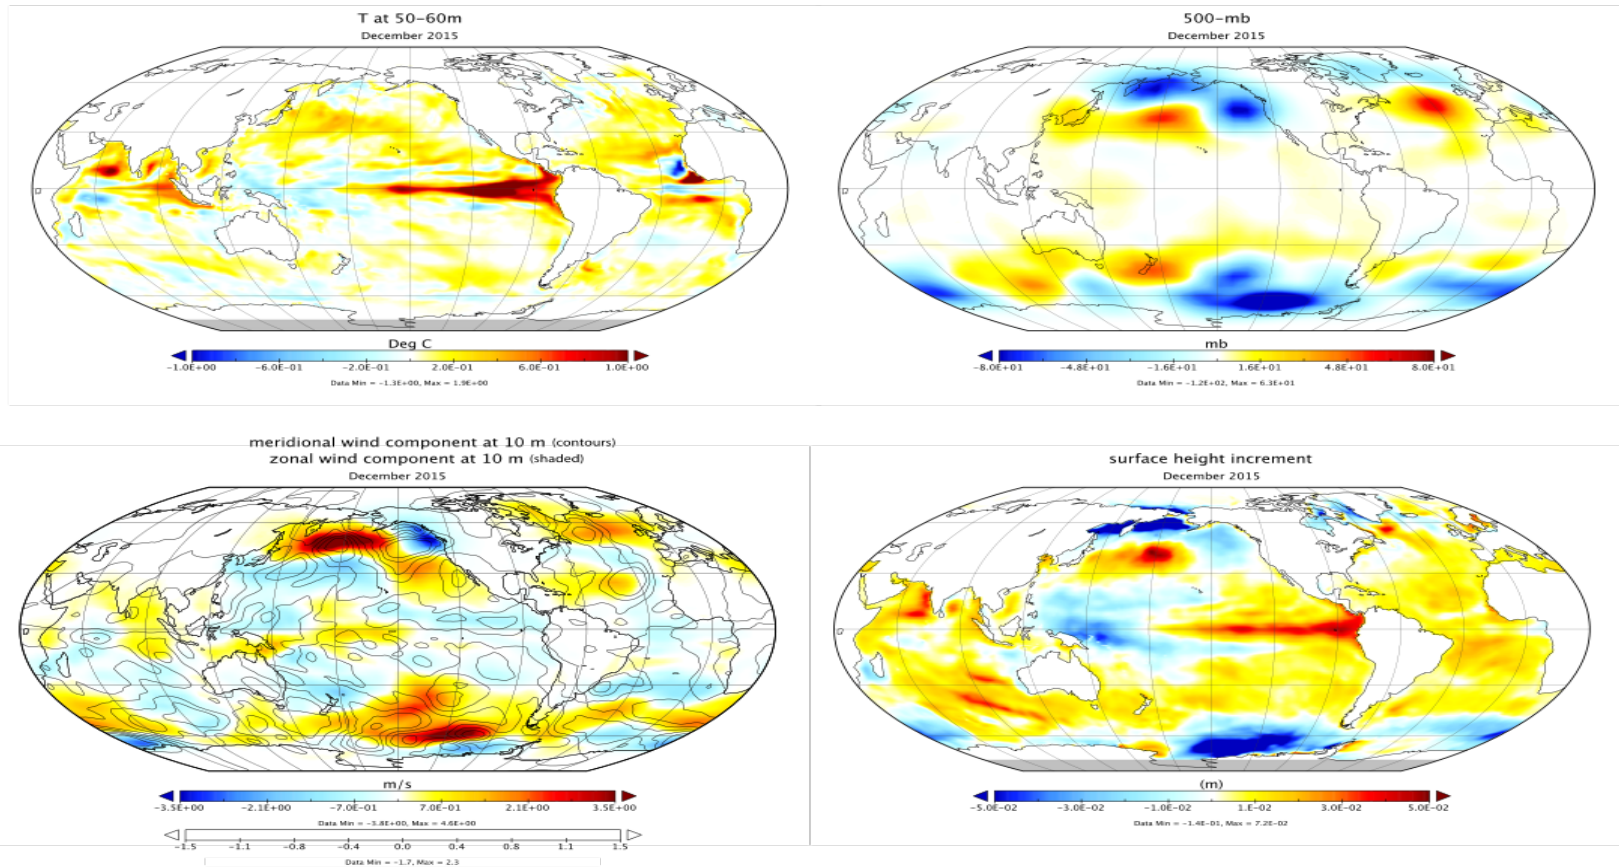 T at 50-60m
December 2015
Deg C
-1.0E+00 -6.0E-01 -2.0E-01 2.0E-01 6.0E-01 1.0E+00
Data Min = -1.3E+00, Max = 1.9E+00
500-mb
December 2015
mb
-8.0E+01 -4.8E+01 -1.6E+01 1.6E+01 4.8E+01 8.0E+01
Data Min = -1.2E+02, Max = 6.3E+01
meridional wind component at 10 m (contours)
zonal wind component at 10 m (shaded)
December 2015
m/s
-3.5E+00 -2.1E+00 -7.0E-01 7.0E-01 2.1E+00 3.5E+00
Data Min = -3.8E+00, Max = 4.6E+00
-1.5 -1.1 -0.8 -0.4 0.0 0.4 0.8 1.1 1.5
Data Min = -1.7, Max = 2.3
surface height increment
December 2015
(m)
-5.0E-02 -3.0E-02 -1.0E-02 1.E-02 3.0E-02 5.0E-02
Data Min = -1.4E-01, Max = 7.2E-02